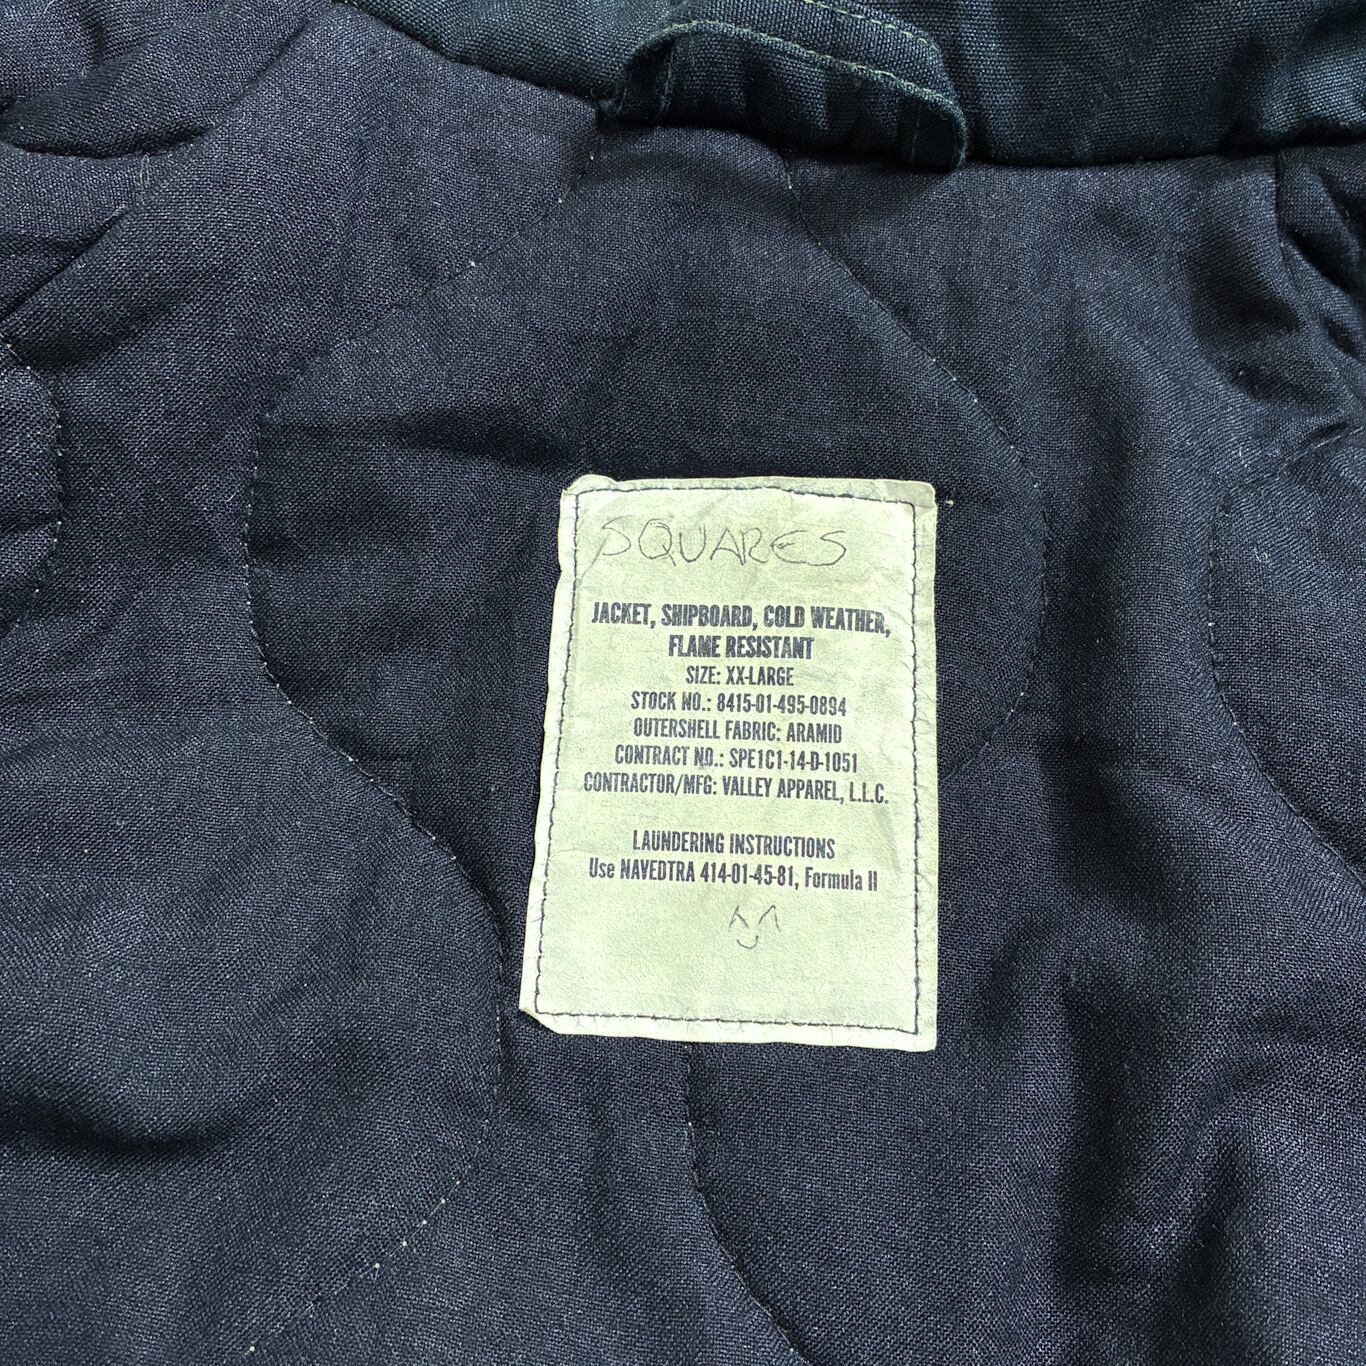 SQUARES
JACKET, SHIPBOARD, COLD WEATHER,
FLAME RESISTANT
SIZE: XX-LARGE
STOCK NO.: 8415-01-495-0894
OUTERSHELL FABRIC: ARAMID
CONTRACT NO.: SPE1C1-14-D-1051
CONTRACTOR/MFG: VALLEY APPAREL, L.L.C.
LAUNDERING INSTRUCTIONS
Use NAVEDTRA 414-01-45-81, Formula II